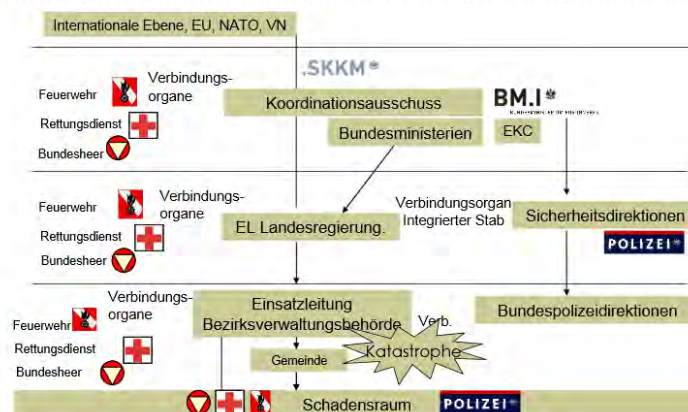 Internationale Ebene, EU, NATO, VN
.SKKM
Feuerwehr
Verbindungs-
organe
Rettungsdienst
Bundesheer
Koordinationsausschuss
Bundesministerien
BM.I
EKC
Feuerwehr
Verbindungs-
organe
Rettungsdienst
Bundesheer
EL Landesregierung.
Verbindungsorgan
Integrierter Stab
Sicherheitsdirektionen
POLIZEI
Feuerwehr
Verbindungs-
organe
Rettungsdienst
Bundesheer
Einsatzleitung
Bezirksverwaltungsbehörde
Verb.
Katastrophe
Bundespolizeidirektionen
Gemeinde
Schadensraum
POLIZEI